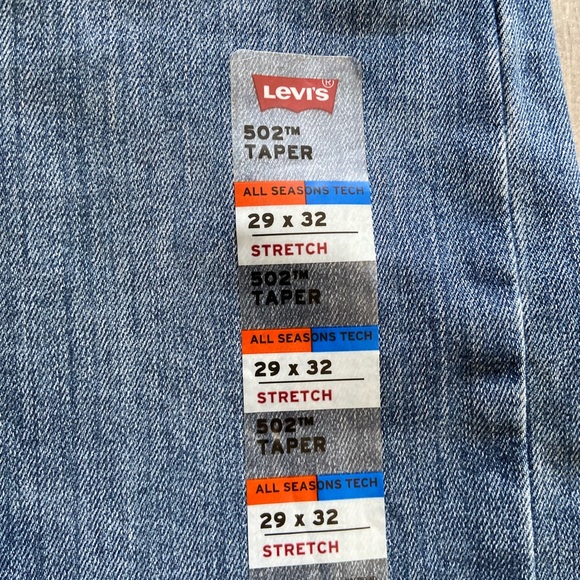 Levi's®
502™
TAPER
ALL SEASONS TECH
29 x 32
STRETCH
502™
TAPER
ALL SEASONS TECH
29 x 32
STRETCH
502™
TAPER
ALL SEASONS TECH
29 x 32
STRETCH